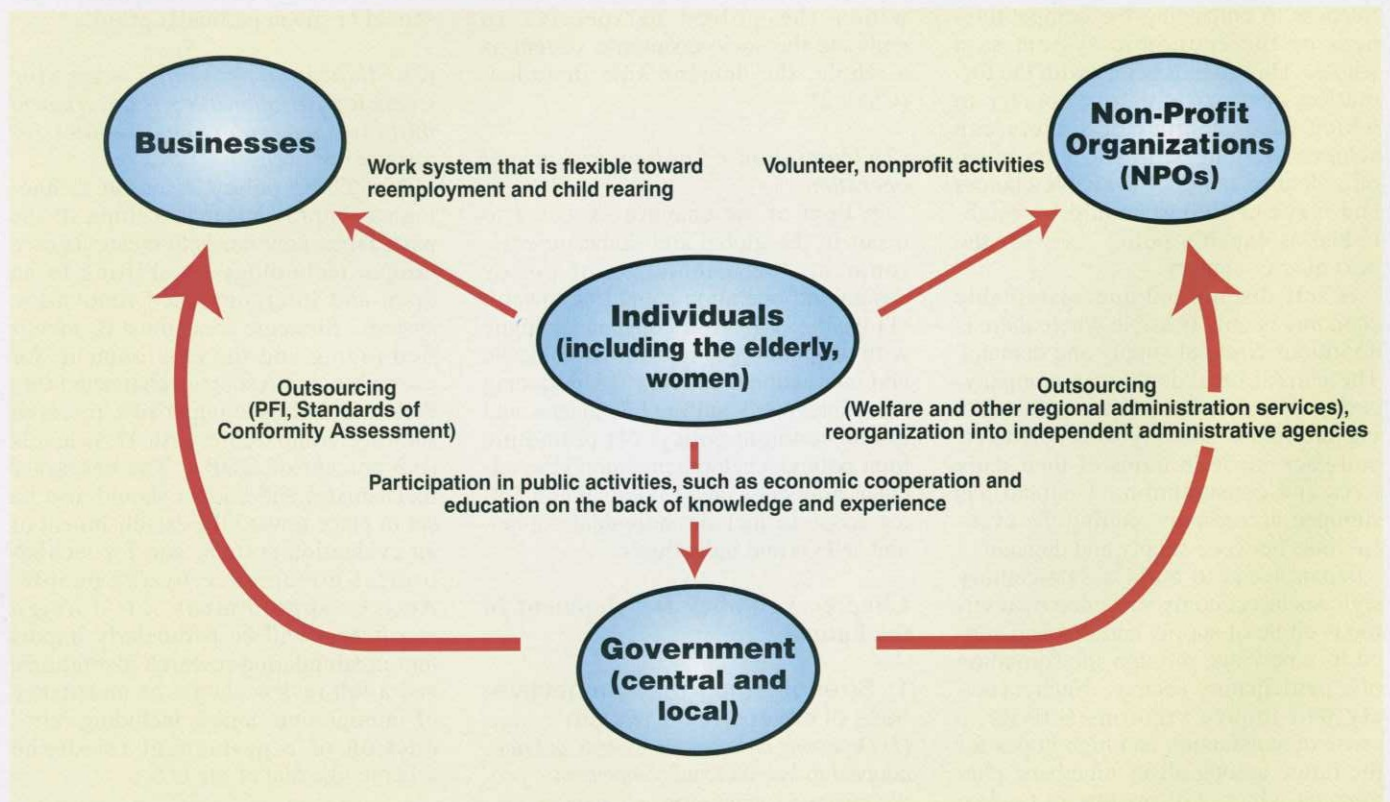 Businesses
Non-Profit
Organizations
(NPOs)
Work system that is flexible toward
reemployment and child rearing
Volunteer, nonprofit activities
Individuals
(including the elderly,
women)
Outsourcing
(PFI, Standards of
Conformity Assessment)
Outsourcing
(Welfare and other regional administration services),
reorganization into independent administrative agencies
Participation in public activities, such as economic cooperation and
education on the back of knowledge and experience
Government
(central and
local)